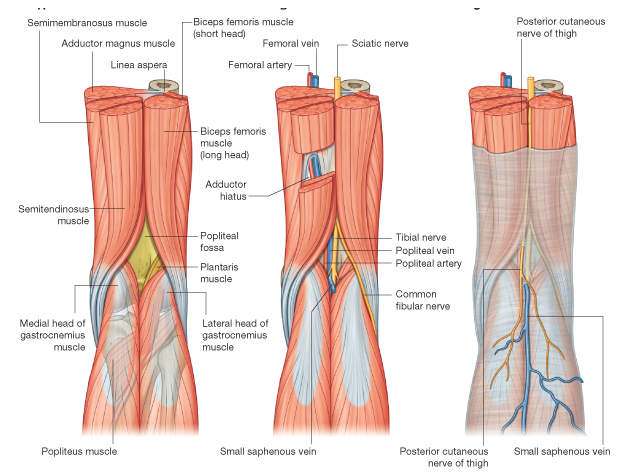 Semimembranosus muscle
Adductor magnus muscle
Linea aspera
Biceps femoris muscle
(short head)
Biceps femoris
muscle
(long head)
Semitendinosus
muscle
Popliteal
fossa
Plantaris
muscle
Medial head of
gastrocnemius
muscle
Lateral head of
gastrocnemius
muscle
Popliteus muscle
Femoral vein
Sciatic nerve
Femoral artery
Adductor
hiatus
Tibial nerve
Popliteal vein
Popliteal artery
Common
fibular nerve
Small saphenous vein
Posterior cutaneous
nerve of thigh
Posterior cutaneous
nerve of thigh
Small saphenous vein